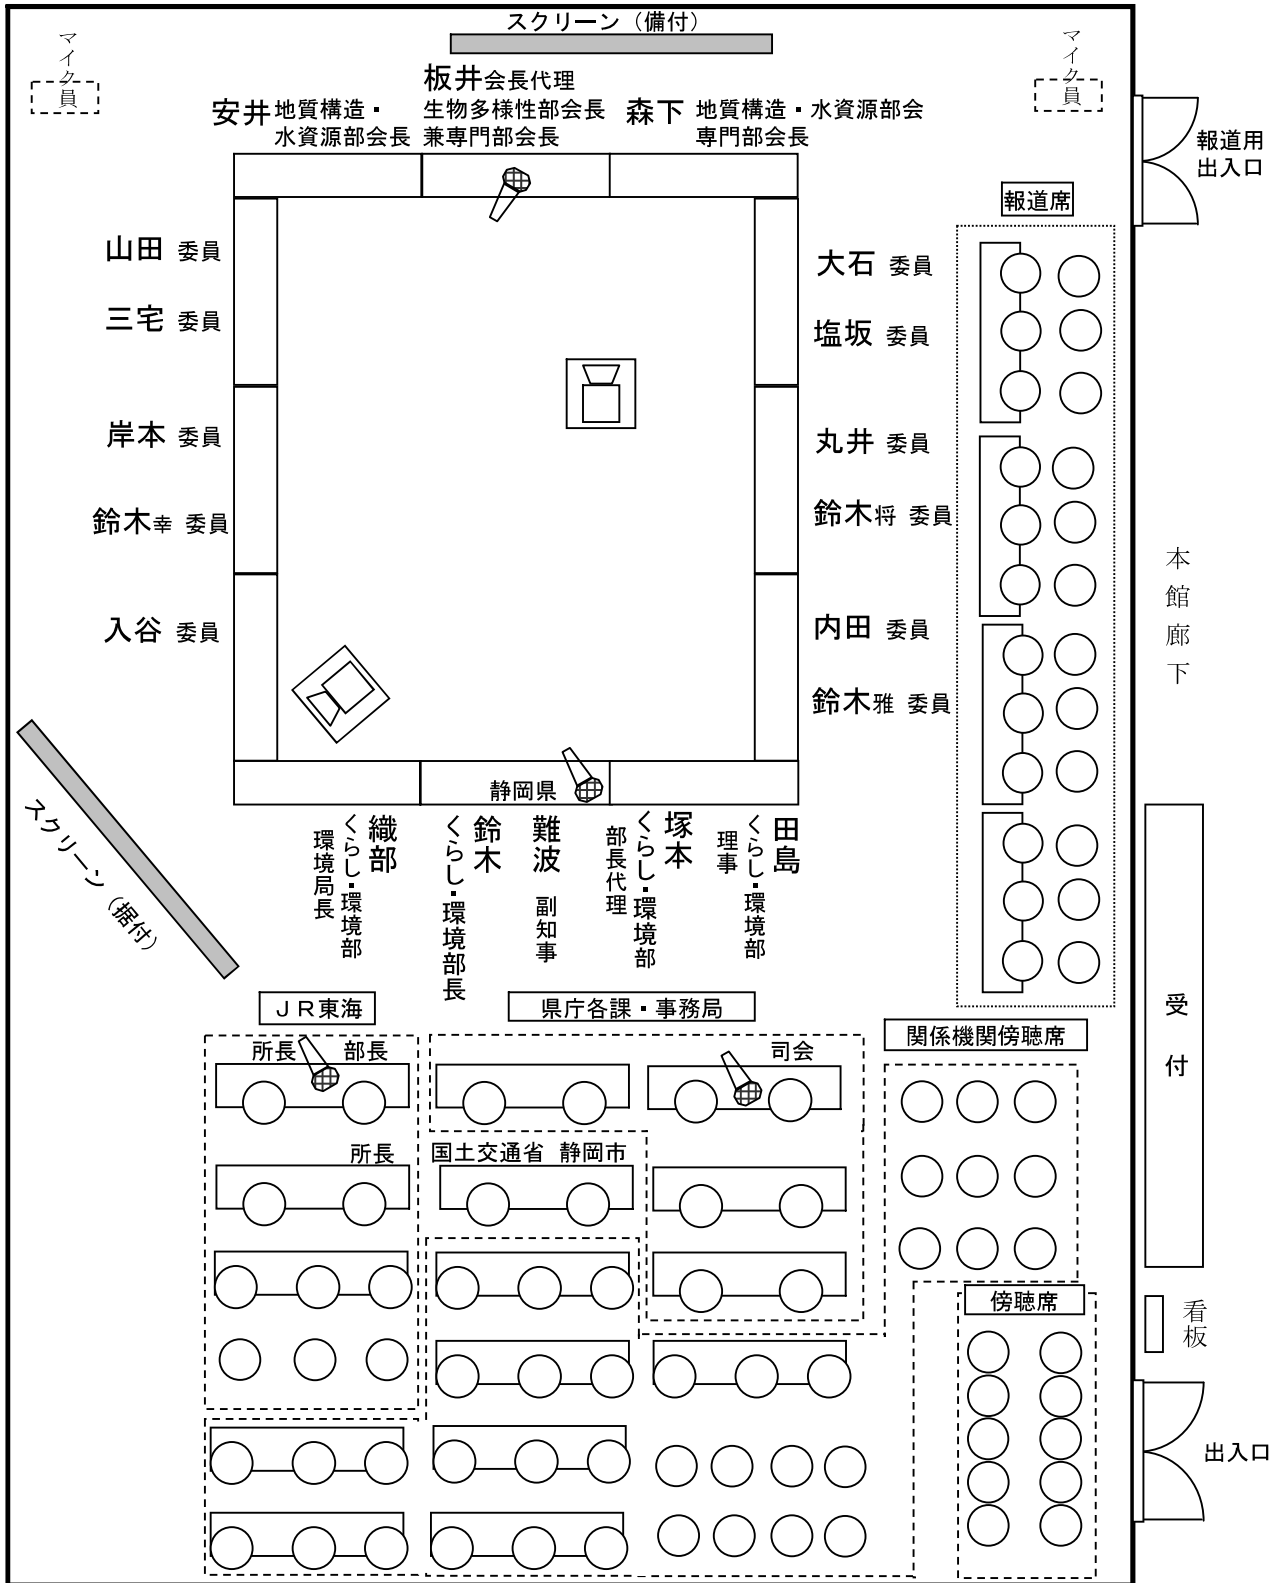 スクリーン（備付）
マイク員
マイク員
板井会長代理
生物多様性部会長
兼専門部会長
安井 地質構造・
水資源部会長
森下 地質構造・水資源部会
専門部会長
報道用
出入口
報道席
山田 委員
三宅 委員
岸本 委員
鈴木幸 委員
入谷 委員
大石 委員
塩坂 委員
丸井 委員
鈴木将 委員
内田 委員
鈴木雅 委員
本館廊下
スクリーン（据付）
静岡県
織部
くらし・環境部
環境局長
鈴木
くらし・環境部長
難波 副知事
塚本
くらし・環境部
部長代理
田島
くらし・環境部
理事
受付
ＪＲ東海
県庁各課・事務局
関係機関傍聴席
所長 部長
司会
所長
国土交通省 静岡市
傍聴席
看板
出入口